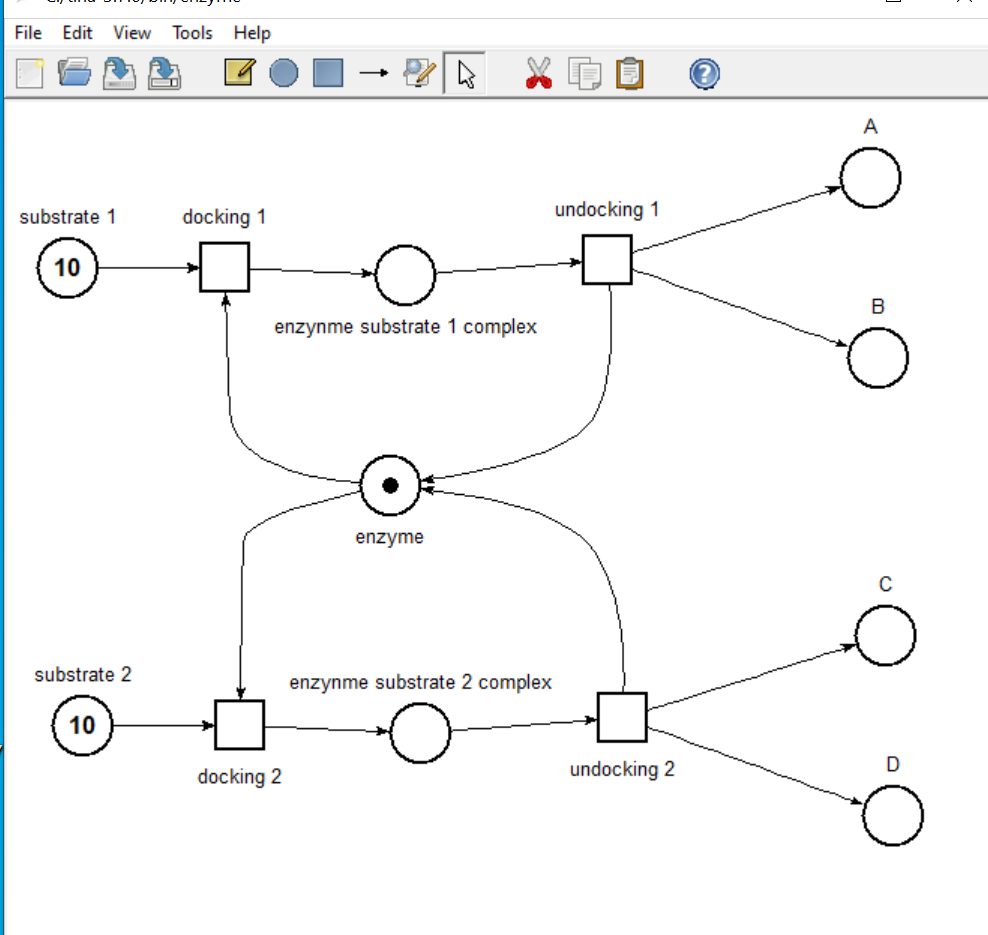 File Edit View Tools Help
A
substrate 1 docking 1 undocking 1
10
B
enzynme substrate 1 complex
enzyme
C
substrate 2
enzynme substrate 2 complex
10
docking 2 undocking 2
D